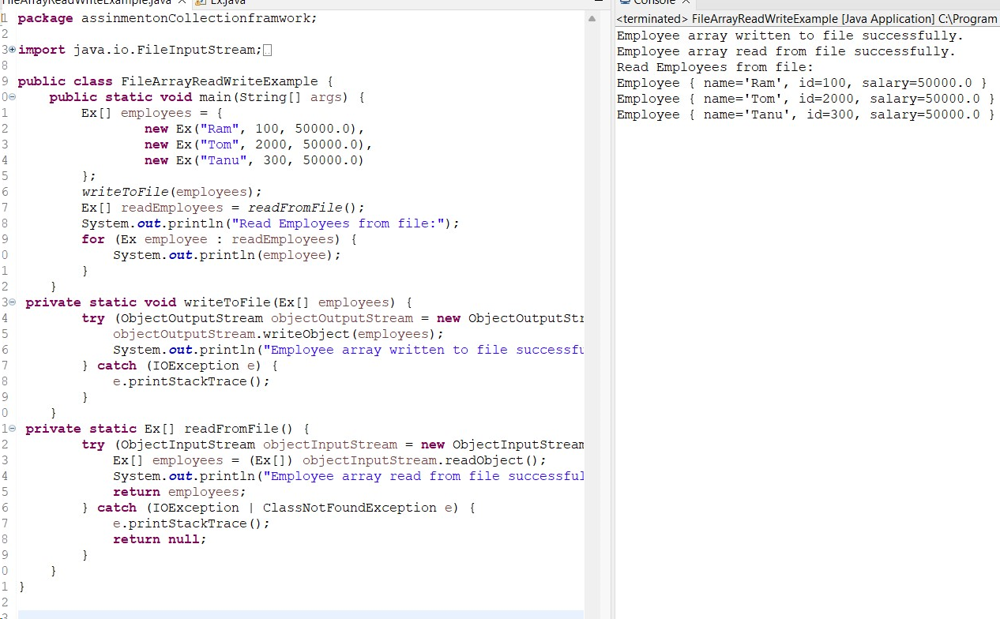 FileArrayReadWriteExample.java × Ex.java
1 package assinmentonCollectionframwork;
2
3 import java.io.FileInputStream;
8
9 public class FileArrayReadWriteExample {
0 public static void main(String[] args) {
1 Ex[] employees = {
2 new Ex("Ram", 100, 50000.0),
3 new Ex("Tom", 2000, 50000.0),
4 new Ex("Tanu", 300, 50000.0)
5 };
6 writeToFile(employees);
7 Ex[] readEmployees = readFromFile();
8 System.out.println("Read Employees from file:");
9 for (Ex employee : readEmployees) {
0 System.out.println(employee);
1 }
2 }
3 private static void writeToFile(Ex[] employees) {
4 try (ObjectOutputStream objectOutputStream = new ObjectOutputStr
5 objectOutputStream.writeObject(employees);
6 System.out.println("Employee array written to file successfu
7 } catch (IOException e) {
8 e.printStackTrace();
9 }
0 }
1 private static Ex[] readFromFile() {
2 try (ObjectInputStream objectInputStream = new ObjectInputStream
3 Ex[] employees = (Ex[]) objectInputStream.readObject();
4 System.out.println("Employee array read from file successful
5 return employees;
6 } catch (IOException | ClassNotFoundException e) {
7 e.printStackTrace();
8 return null;
9 }
0 }
1 }
2
3
Console ×
<terminated> FileArrayReadWriteExample [Java Application] C:\Program
Employee array written to file successfully.
Employee array read from file successfully.
Read Employees from file:
Employee { name='Ram', id=100, salary=50000.0 }
Employee { name='Tom', id=2000, salary=50000.0 }
Employee { name='Tanu', id=300, salary=50000.0 }